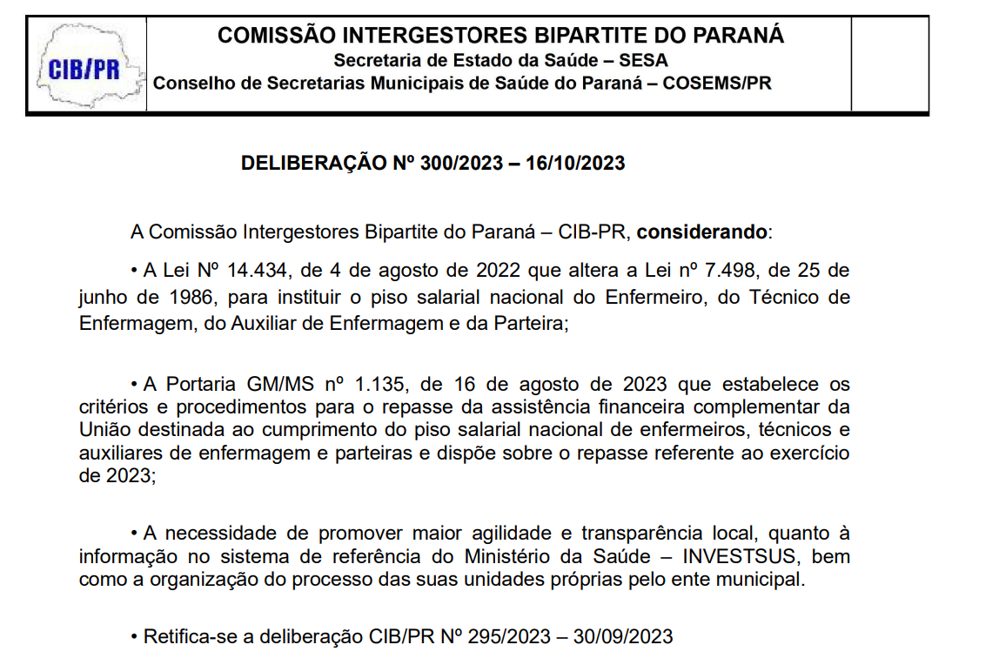 CIB/PR
COMISSÃO INTERGESTORES BIPARTITE DO PARANÁ
Secretaria de Estado da Saúde – SESA
Conselho de Secretarias Municipais de Saúde do Paraná – COSEMS/PR
DELIBERAÇÃO Nº 300/2023 – 16/10/2023
A Comissão Intergestores Bipartite do Paraná – CIB-PR, considerando:
• A Lei Nº 14.434, de 4 de agosto de 2022 que altera a Lei nº 7.498, de 25 de
junho de 1986, para instituir o piso salarial nacional do Enfermeiro, do Técnico de
Enfermagem, do Auxiliar de Enfermagem e da Parteira;
• A Portaria GM/MS nº 1.135, de 16 de agosto de 2023 que estabelece os
critérios e procedimentos para o repasse da assistência financeira complementar da
União destinada ao cumprimento do piso salarial nacional de enfermeiros, técnicos e
auxiliares de enfermagem e parteiras e dispõe sobre o repasse referente ao exercício
de 2023;
• A necessidade de promover maior agilidade e transparência local, quanto à
informação no sistema de referência do Ministério da Saúde – INVESTSUS, bem
como a organização do processo das suas unidades próprias pelo ente municipal.
• Retifica-se a deliberação CIB/PR Nº 295/2023 – 30/09/2023